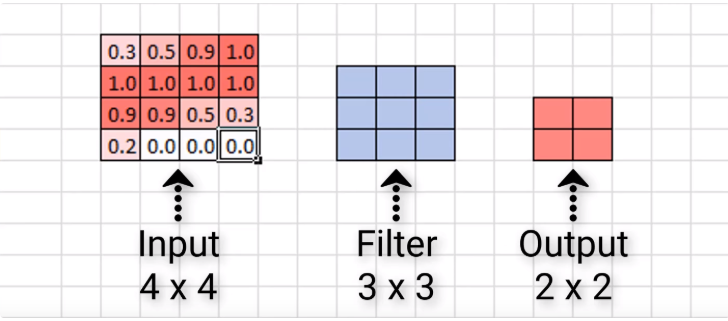 0.3 0.5 0.9 1.0
1.0 1.0 1.0 1.0
0.9 0.9 0.5 0.3
0.2 0.0 0.0 0.0
Input
4 x 4
Filter
3 x 3
Output
2 x 2